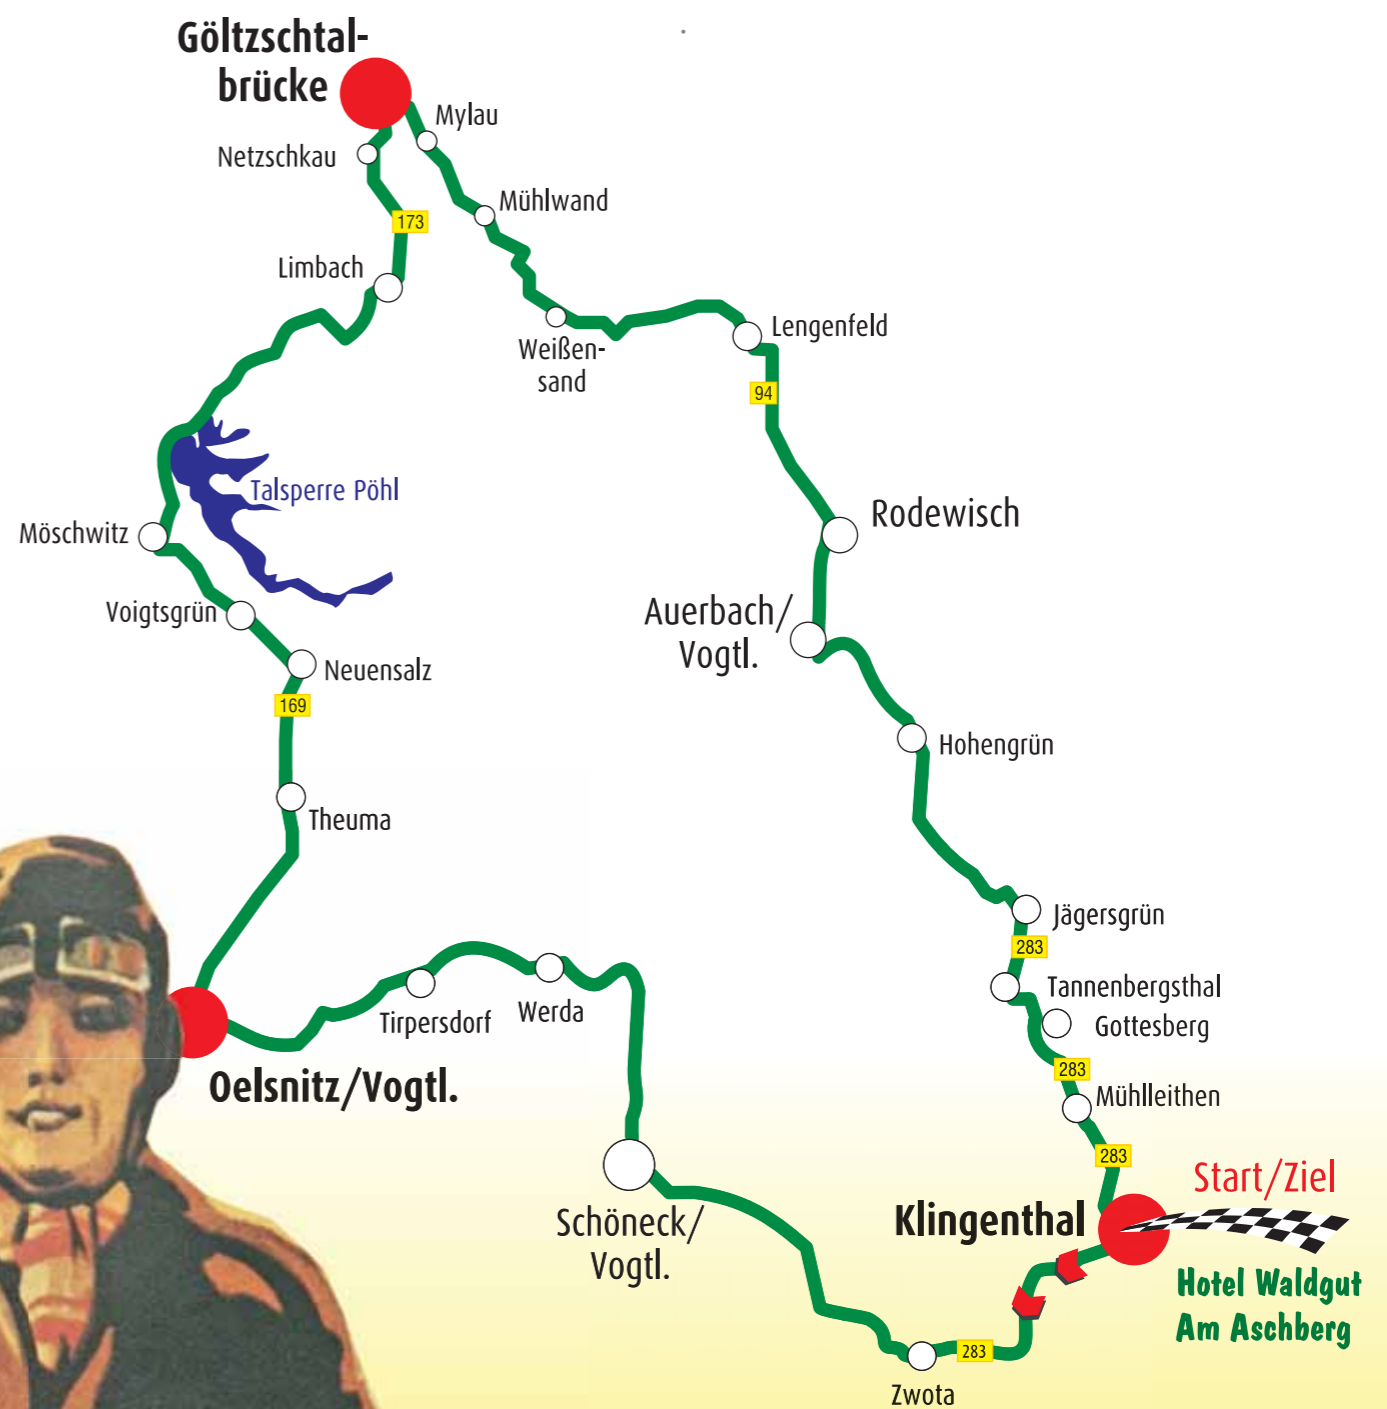 Göltzschtal-
brücke
Mylau
Netzschkau
Mühlwand
173
Limbach
Weißen-
sand
Lengenfeld
94
Talsperre Pöhl
Rodewisch
Möschwitz
Auerbach/
Vogtl.
Voigtsgrün
Neuensalz
169
Hohengrün
Theuma
Jägersgrün
283
Tannenbergsthal
Gottesberg
Tirpersdorf
Werda
283
Oelsnitz/Vogtl.
Mühlleithen
283
Start/Ziel
Klingenthal
Schöneck/
Vogtl.
Hotel Waldgut
Am Aschberg
283
Zwota